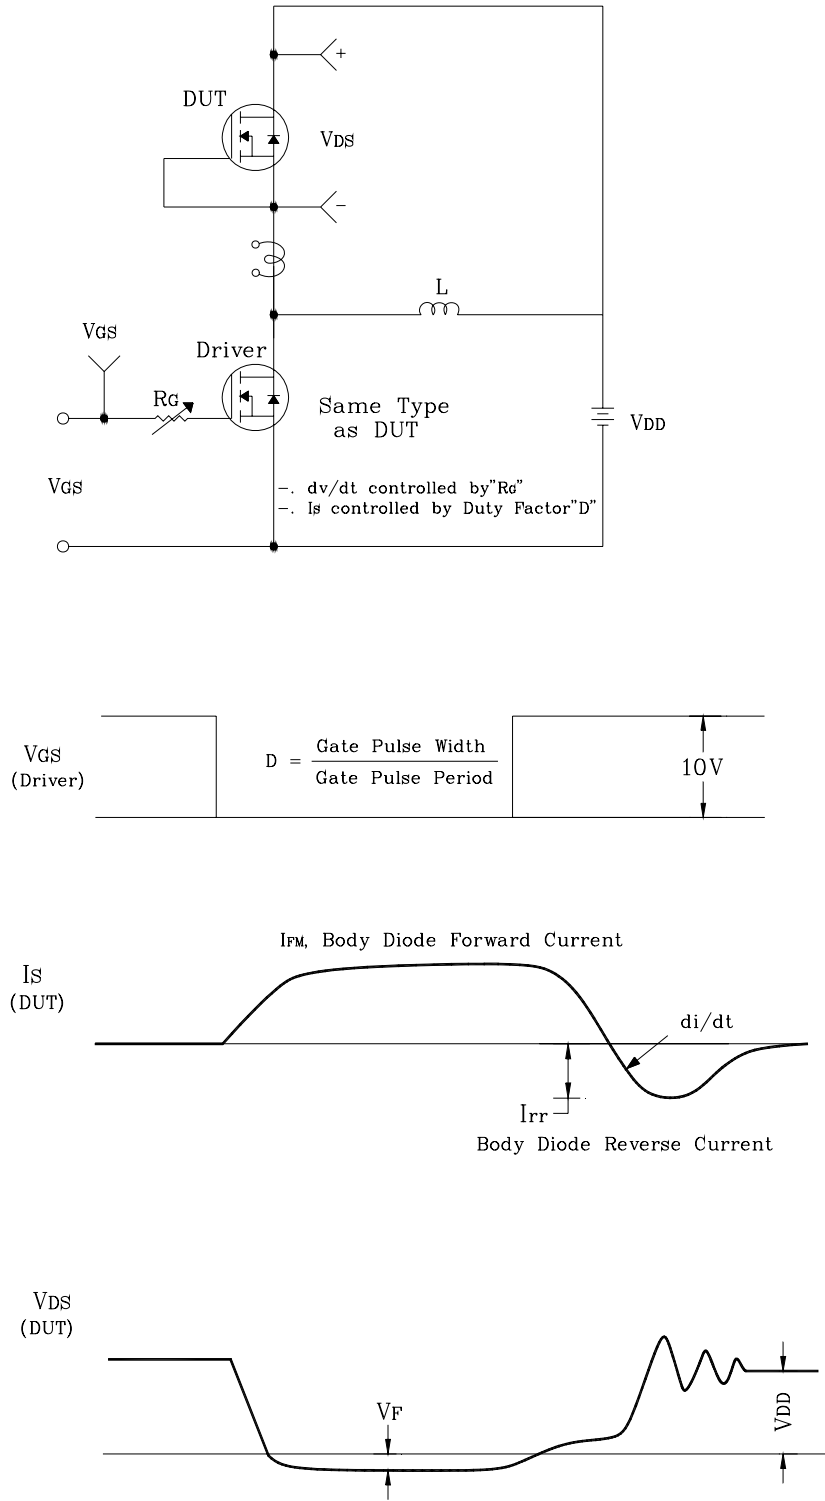 +
DUT
VDS
−
L
VGS
Driver
RG
Same Type
as DUT
VDD
VGS
−. dv/dt controlled by"RG"
−. Is controlled by Duty Factor"D"
VGS
(Driver)
D = Gate Pulse Width
Gate Pulse Period
10V
IFM, Body Diode Forward Current
IS
(DUT)
di/dt
Irr
Body Diode Reverse Current
VDS
(DUT)
VF
VDD